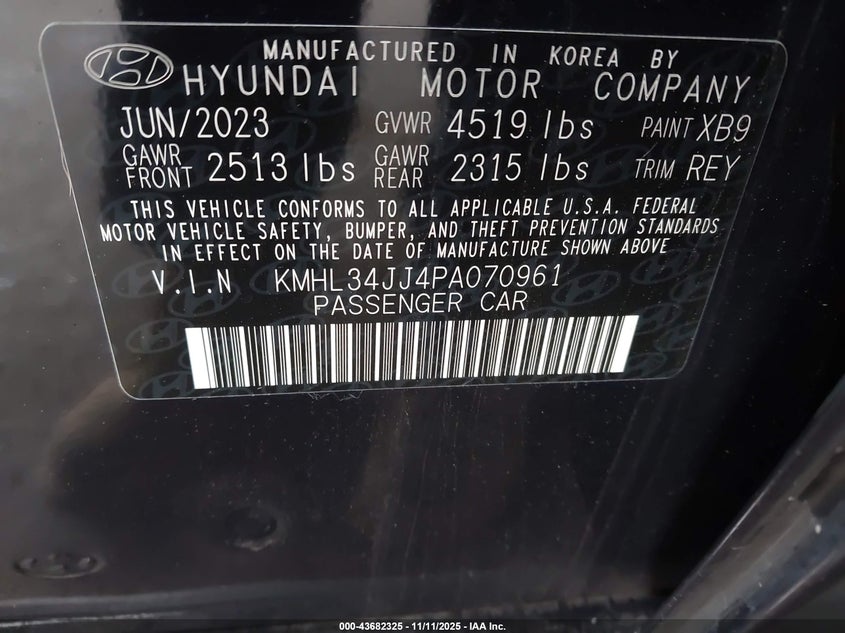 MANUFACTURED IN KOREA BY
HYUNDAI MOTOR COMPANY
JUN/2023 GVWR 4519 lbs PAINT XB9
GAWR FRONT 2513 lbs GAWR REAR 2315 lbs TRIM REY
THIS VEHICLE CONFORMS TO ALL APPLICABLE U.S.A. FEDERAL
MOTOR VEHICLE SAFETY, BUMPER, AND THEFT PREVENTION STANDARDS
IN EFFECT ON THE DATE OF MANUFACTURE SHOWN ABOVE
V.I.N KMHL34JJ4PA070961
PASSENGER CAR
000-43682325 - 11/11/2025 - IAA Inc.